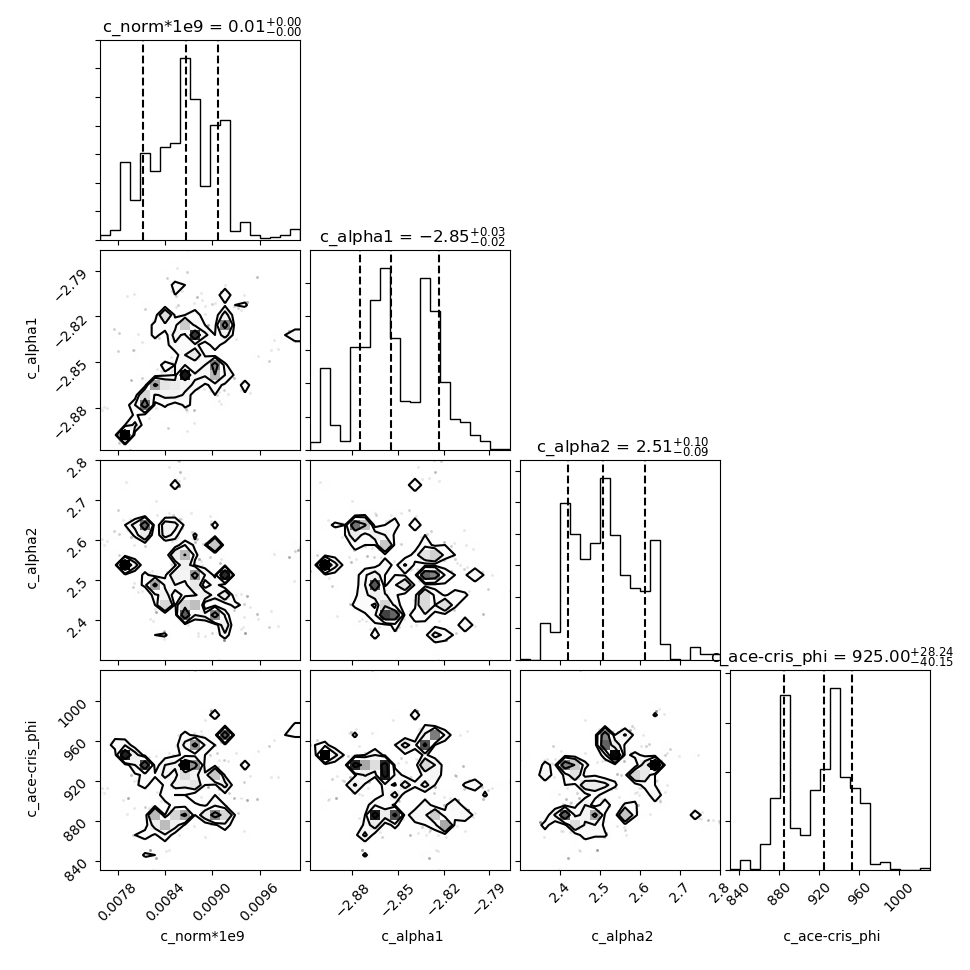 c_norm*1e9 = 0.01+0.00
−0.00
c_alpha1 = −2.85+0.03
−0.02
−2.79
−2.82
−2.85
−2.88
c_alpha1
c_alpha2 = 2.51+0.10
−0.09
2.8
2.7
2.6
2.5
2.4
c_alpha2
c_ace-cris_phi = 925.00+28.24
−40.15
1000
960
920
880
840
c_ace-cris_phi
0.0078 0.0084 0.0090 0.0096
c_norm*1e9
−2.88 −2.85 −2.82 −2.79
c_alpha1
2.4 2.5 2.6 2.7 2.8
c_alpha2
840 880 920 960 1000
c_ace-cris_phi